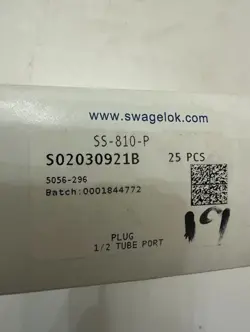 www.swagelok.com
SS-810-P
S02030921B 25 PCS
5056-296
Batch:0001844772
19
PLUG
1/2 TUBE PORT